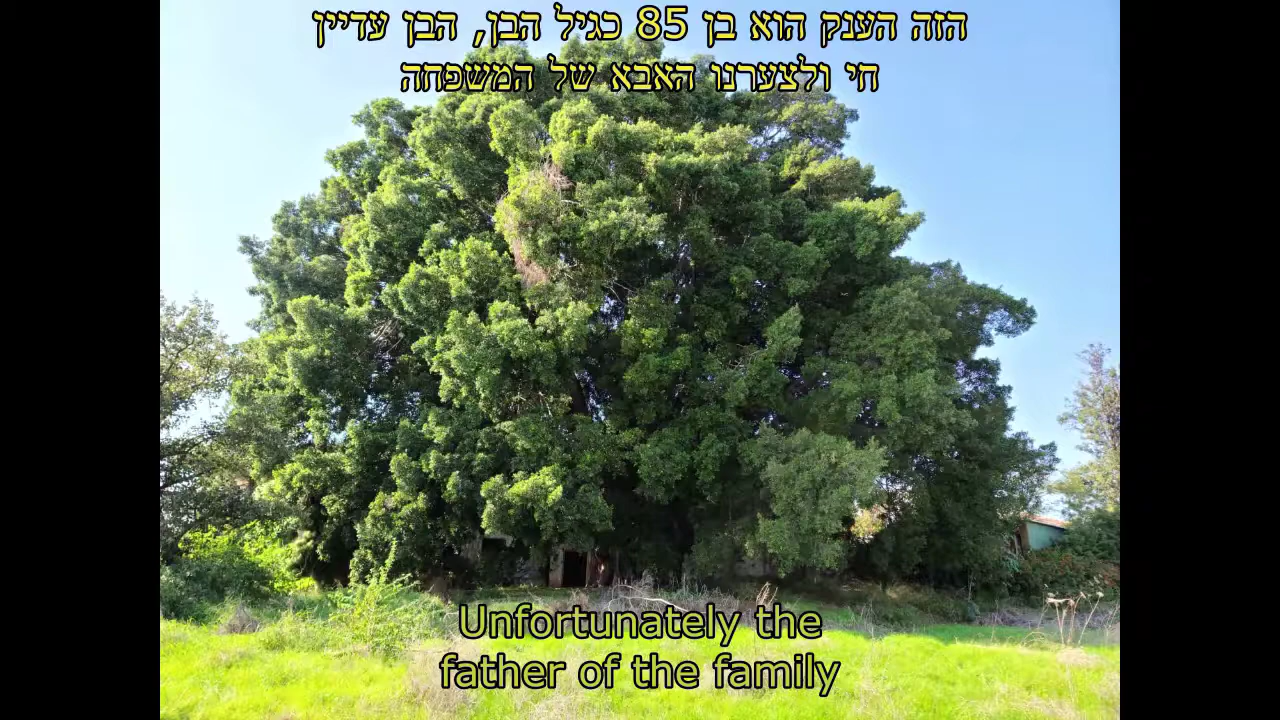 הזה הענק הוא בן 85 כגיל הבן, הבן עדיין
חי ולצערנו האבא של המשפחה
Unfortunately the
father of the family